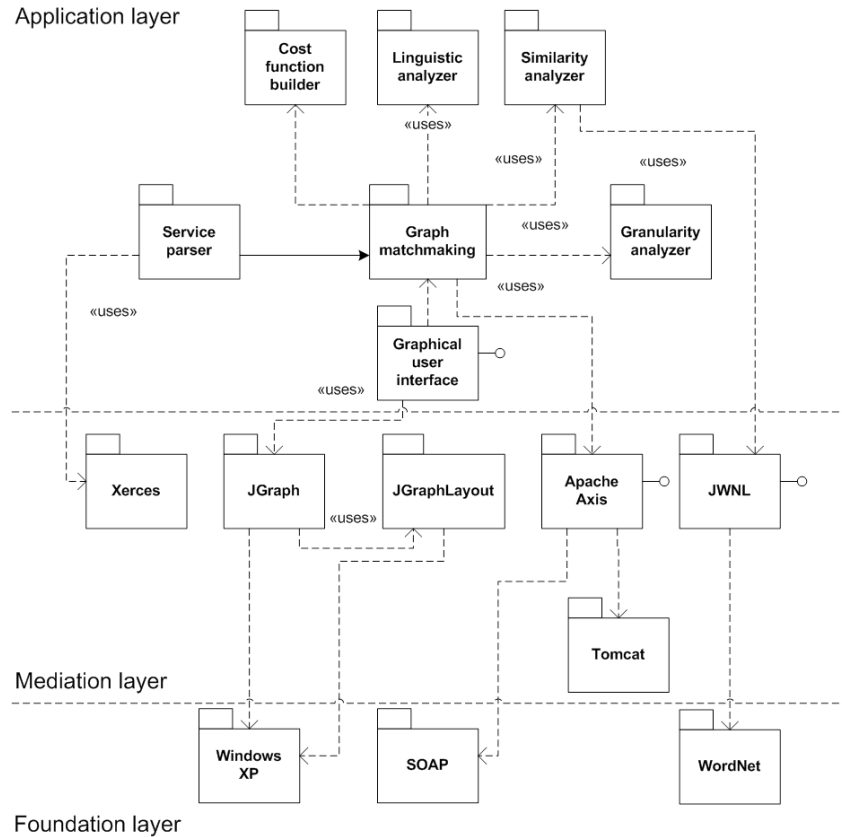 Application layer
Cost
function
builder
Linguistic
analyzer
Similarity
analyzer
«uses»
«uses»
«uses»
Service
parser
Graph
matchmaking
«uses»
Granularity
analyzer
«uses»
«uses»
Graphical
user
interface
«uses»
Xerces
JGraph
JGraphLayout
Apache
Axis
JWNL
«uses»
Tomcat
Mediation layer
Windows
XP
SOAP
WordNet
Foundation layer